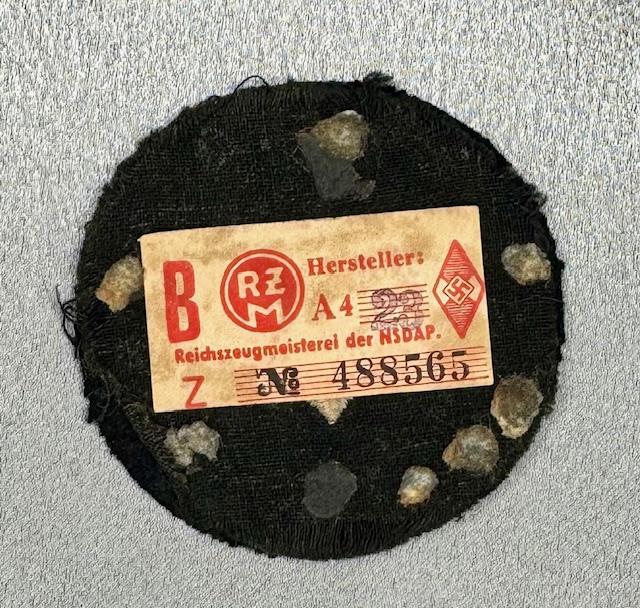 B RZM Hersteller:
A4 23
Reichszeugmeisterei der NSDAP.
Z № 488565